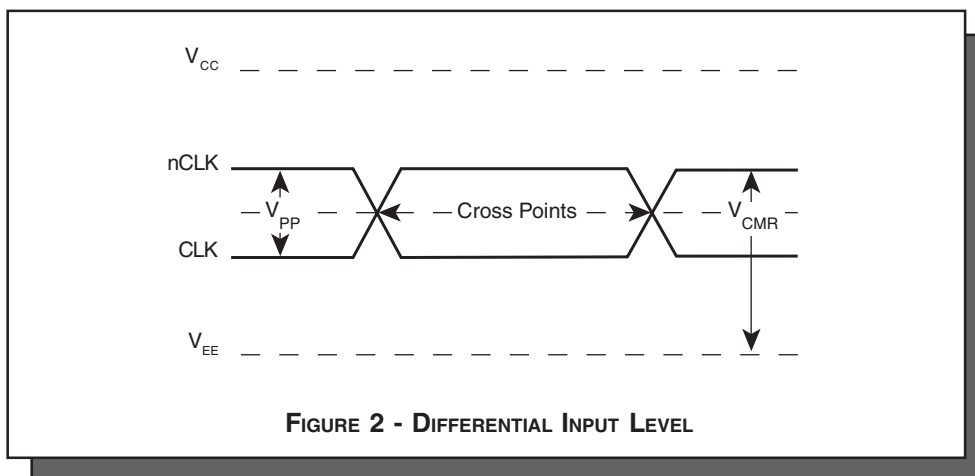 VCC
nCLK
VPP
Cross Points
VCMR
CLK
VEE
FIGURE 2 - DIFFERENTIAL INPUT LEVEL